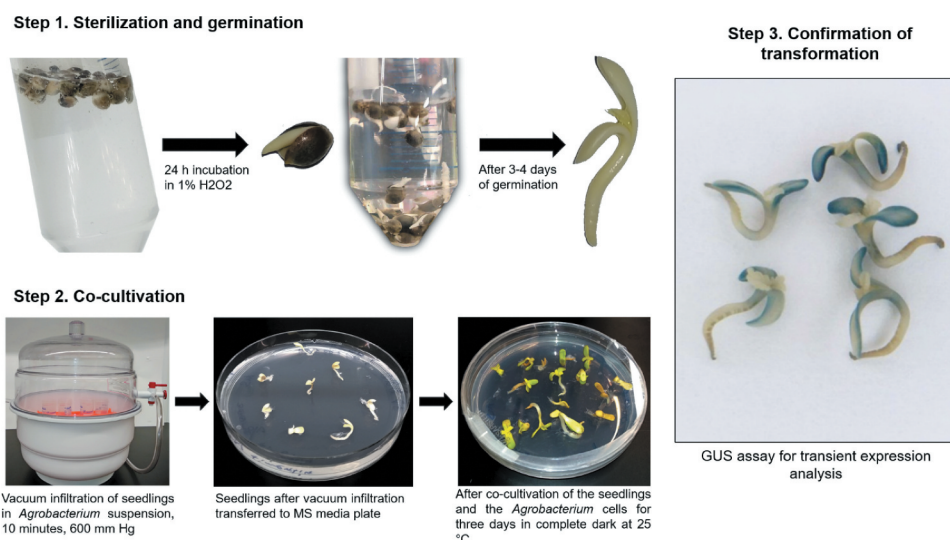 Step 1. Sterilization and germination
24 h incubation
in 1% H2O2
After 3-4 days
of germination
Step 2. Co-cultivation
Vacuum infiltration of seedlings
in Agrobacterium suspension,
10 minutes, 600 mm Hg
Seedlings after vacuum infiltration
transferred to MS media plate
After co-cultivation of the seedlings
and the Agrobacterium cells for
three days in complete dark at 25
°C
Step 3. Confirmation of
transformation
GUS assay for transient expression
analysis